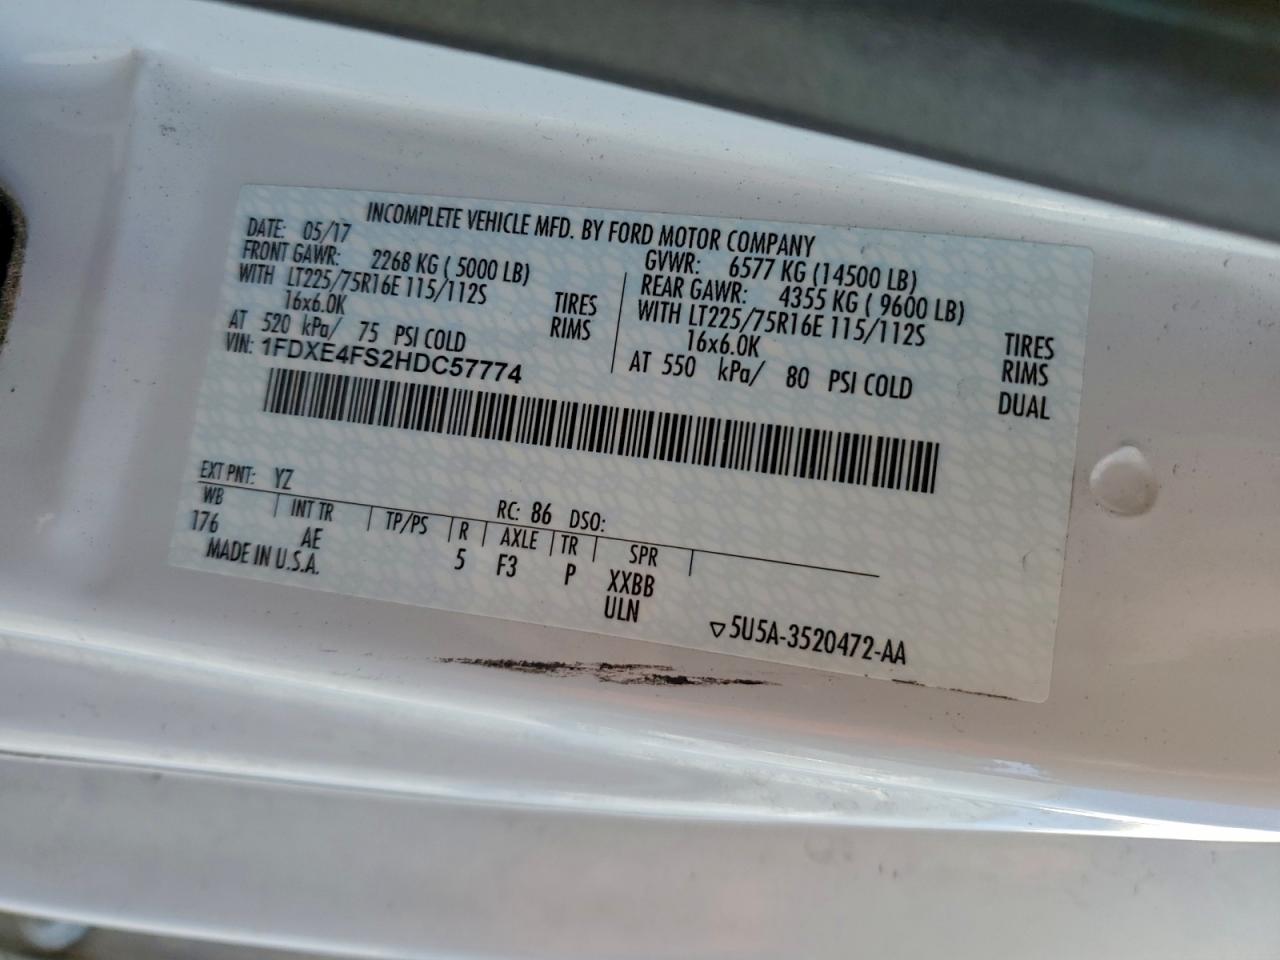 INCOMPLETE VEHICLE MFD. BY FORD MOTOR COMPANY
DATE: 05/17
GVWR: 6577 KG (14500 LB)
FRONT GAWR: 2268 KG ( 5000 LB)
REAR GAWR: 4355 KG ( 9600 LB)
WITH LT225/75R16E 115/112S TIRES
WITH LT225/75R16E 115/112S TIRES
16x6.0K RIMS
16x6.0K RIMS
AT 520 kPa/ 75 PSI COLD
AT 550 kPa/ 80 PSI COLD DUAL
VIN: 1FDXE4FS2HDC57774
EXT PNT: YZ RC: 86 DSO:
WB INT TR TP/PS R AXLE TR SPR
176 AE 5 F3 P XXBB
MADE IN U.S.A. ULN
▽5U5A-3520472-AA